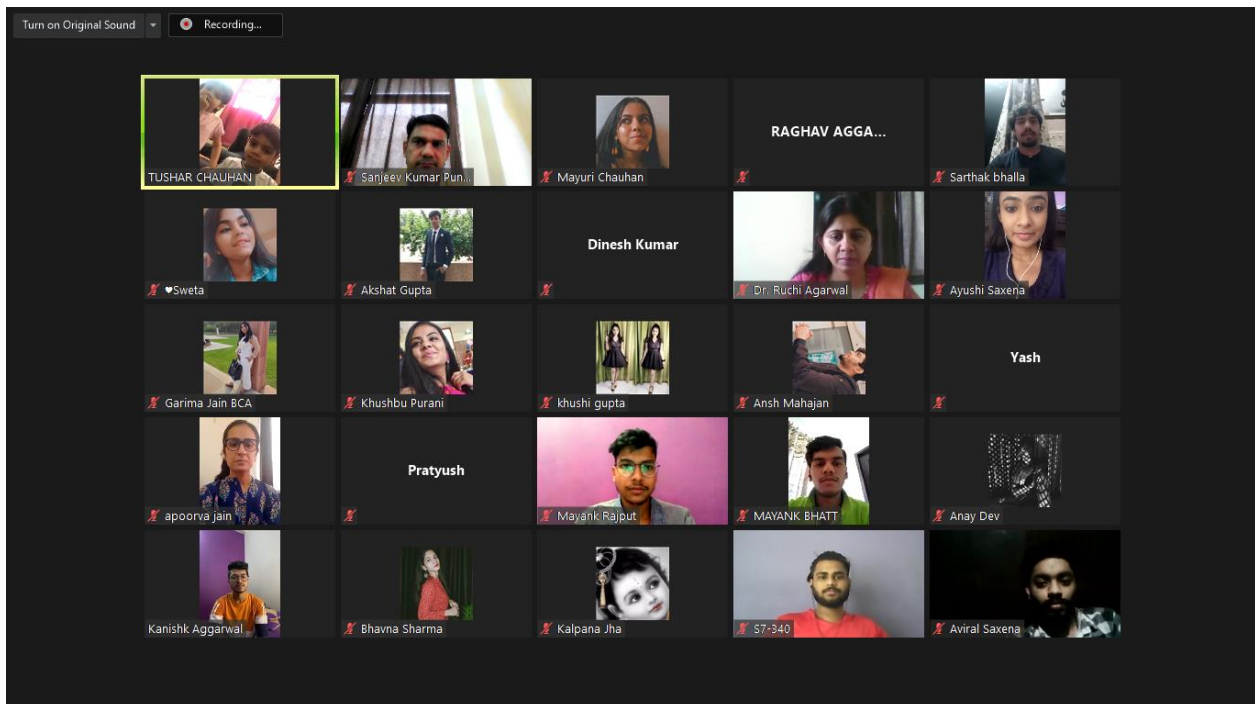 Turn on Original Sound
Recording...
TUSHAR CHAUHAN
Sanjeev Kumar Pun...
Mayuri Chauhan
RAGHAV AGGA...
Sarthak bhalla
♥Sweta
Akshat Gupta
Dinesh Kumar
Dr. Ruchi Agarwal
Ayushi Saxena
Garima Jain BCA
Khushbu Purani
khushi gupta
Ansh Mahajan
Yash
apoorva jain
Pratyush
Mayank Rajput
MAYANK BHATT
Anay Dev
Kanishk Aggarwal
Bhavna Sharma
Kalpana Jha
S7-340
Aviral Saxena